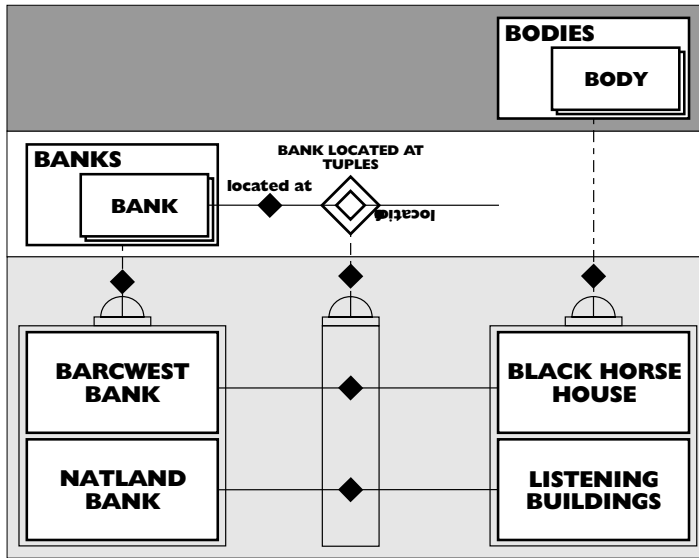 BODIES
BODY
BANKS
BANK
BANK LOCATED AT
TUPLES
located at
BARCWEST
BANK
BLACK HORSE
HOUSE
NATLAND
BANK
LISTENING
BUILDINGS